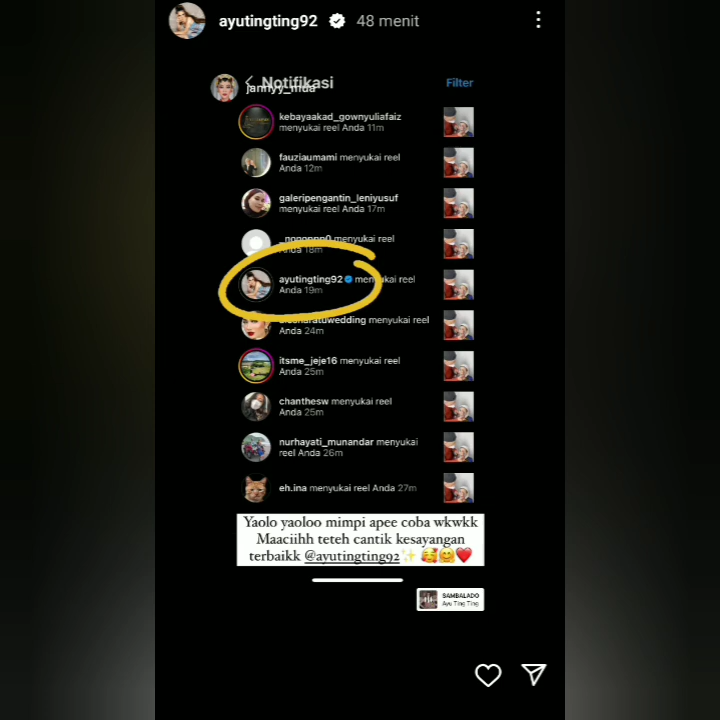 ayutingting92 48 menit
Notifikasi Filter
jannyy_mua
kebayaakad_gownyuliafaiz
menyukai reel Anda 11m
fauziaumami menyukai reel
Anda 12m
galeripengantin_leniyusuf
menyukai reel Anda 17m
menyukai reel
Anda 18m
ayutingting92 menyukai reel
Anda 19m
menyukai reel
Anda 24m
itsme_jeje16 menyukai reel
Anda 25m
chanthesw menyukai reel
Anda 25m
nurhayati_munandar menyukai
reel Anda 26m
eh.ina menyukai reel Anda 27m
Yaolo yaoloo mimpi apee coba wkwkk
Maaciihh teteh cantik kesayangan
terbaikk @ayutingting92✨ 🥰🤗❤️
SAMBALADO
Ayu Ting Ting